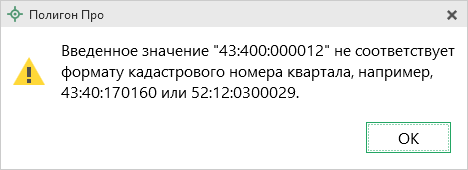 Полигон Про
Введенное значение "43:400:000012" не соответствует
формату кадастрового номера квартала, например,
43:40:170160 или 52:12:0300029.
ОК